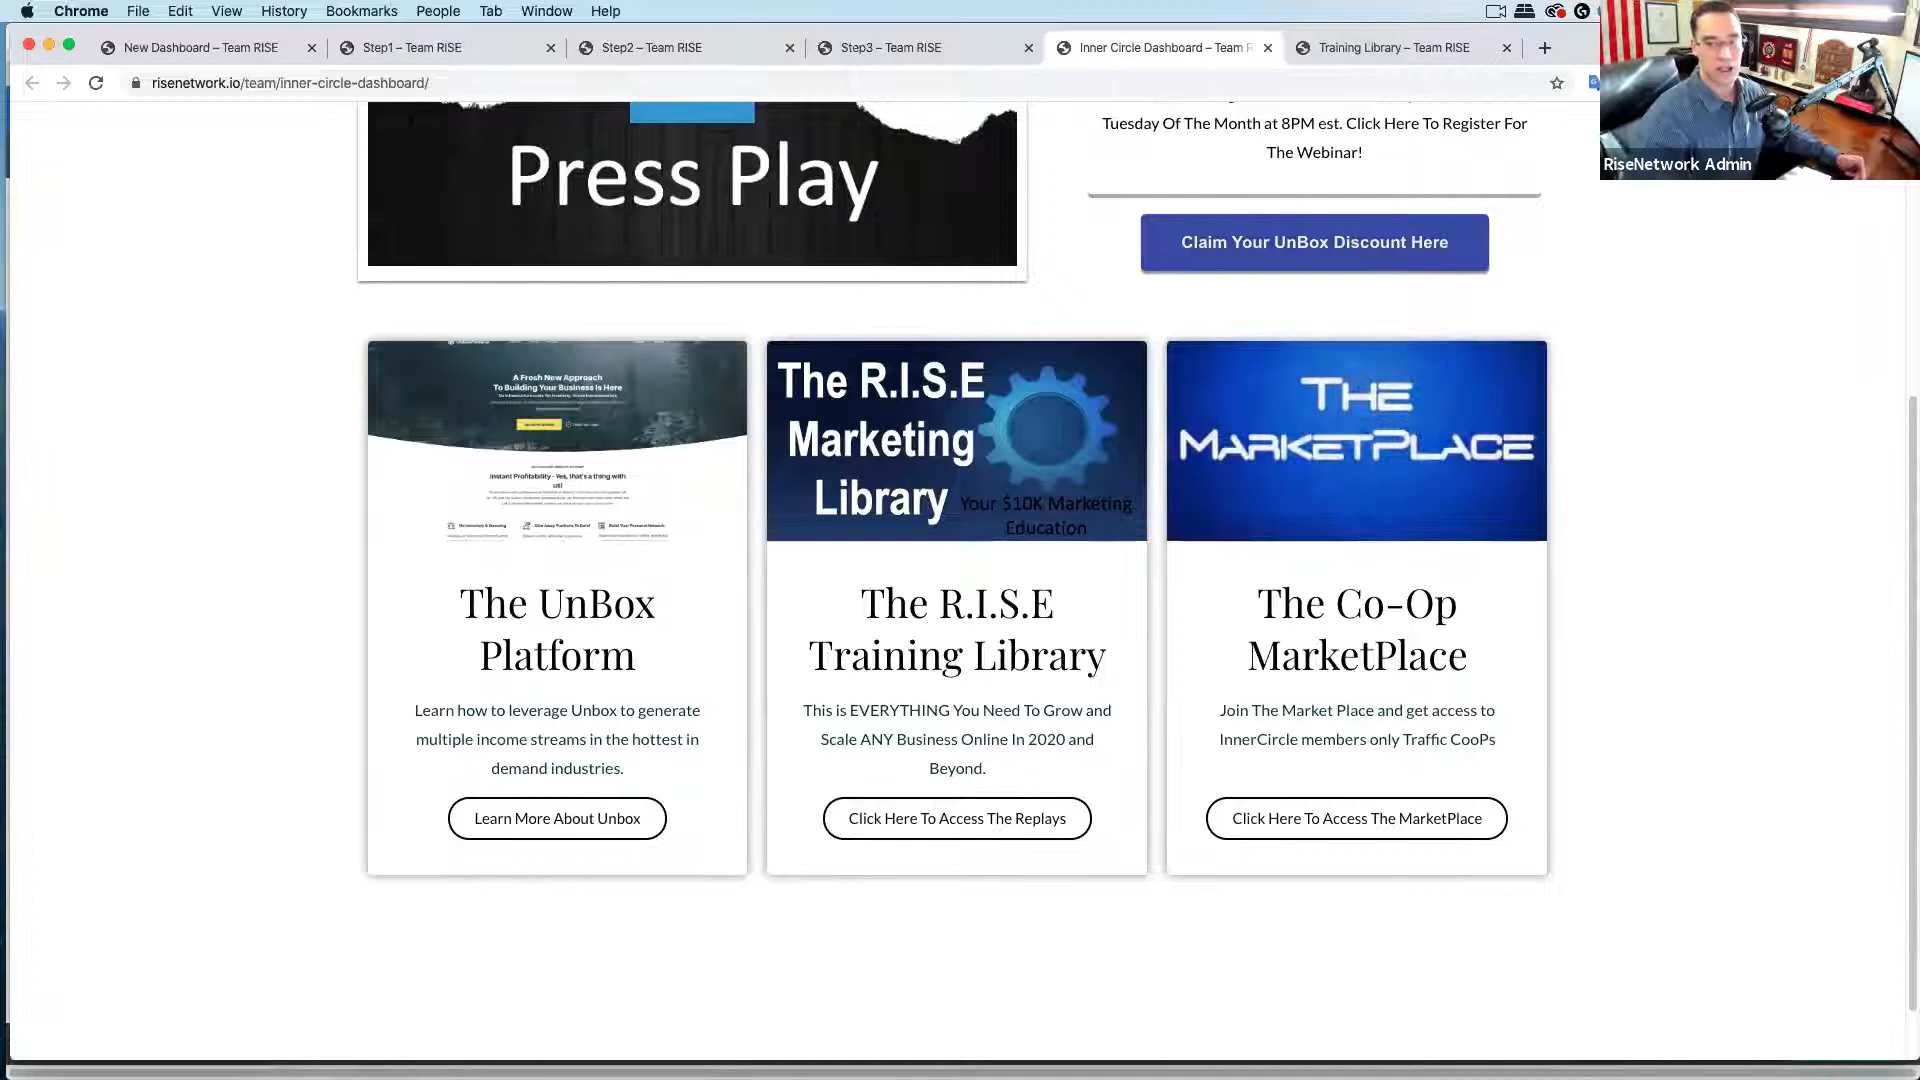 Chrome File Edit View History Bookmarks People Tab Window Help
New Dashboard – Team RISE
Step1 – Team RISE
Step2 – Team RISE
Step3 – Team RISE
Inner Circle Dashboard – Team R
Training Library – Team RISE
risenetwork.io/team/inner-circle-dashboard/
RiseNetwork Admin
Press Play
Tuesday Of The Month at 8PM est. Click Here To Register For
The Webinar!
Claim Your UnBox Discount Here
A Fresh New Approach
To Building Your Business Is Here
Instant Profitability - Yes, that's a thing with
us!
The UnBox
Platform
Learn how to leverage Unbox to generate
multiple income streams in the hottest in
demand industries.
Learn More About Unbox
The R.I.S.E
Marketing
Library
Your $10K Marketing
Education
The R.I.S.E
Training Library
This is EVERYTHING You Need To Grow and
Scale ANY Business Online In 2020 and
Beyond.
Click Here To Access The Replays
THE
MARKETPLACE
The Co-Op
MarketPlace
Join The Market Place and get access to
InnerCircle members only Traffic CooPs
Click Here To Access The MarketPlace